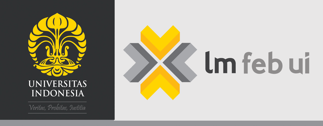 UNIVERSITAS
INDONESIA
Veritas, Probitas, Iustitia
lm feb ui